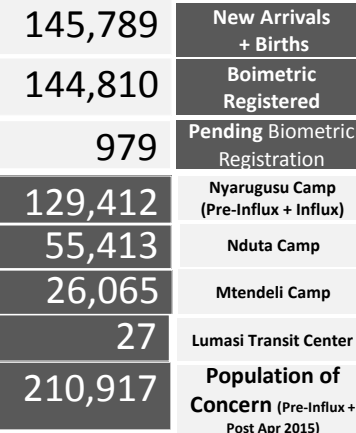 145,789 New Arrivals
+ Births
144,810 Boimetric
Registered
979 Pending Biometric
Registration
129,412 Nyarugusu Camp
(Pre-Influx + Influx)
55,413 Nduta Camp
26,065 Mtendeli Camp
27 Lumasi Transit Center
210,917 Population of
Concern (Pre-Influx +
Post Apr 2015)